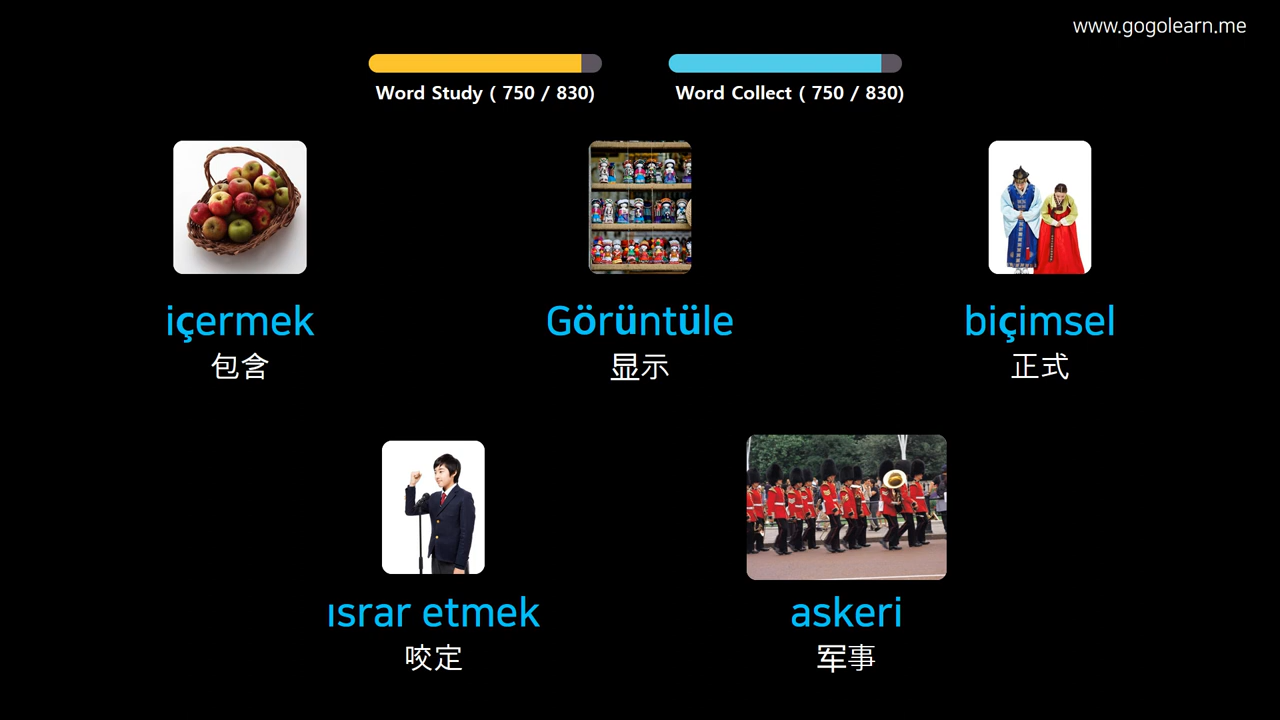 www.gogolearn.me
Word Study ( 750 / 830)
Word Collect ( 750 / 830)
içermek
包含
Görüntüle
显示
biçimsel
正式
ısrar etmek
咬定
askeri
军事